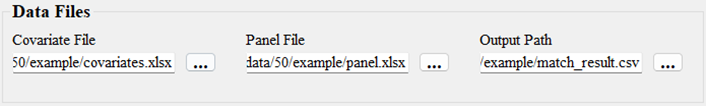 Data Files
Covariate File Panel File Output Path
50/example/covariates.xlsx ... data/50/example/panel.xlsx ... /example/match_result.csv ...